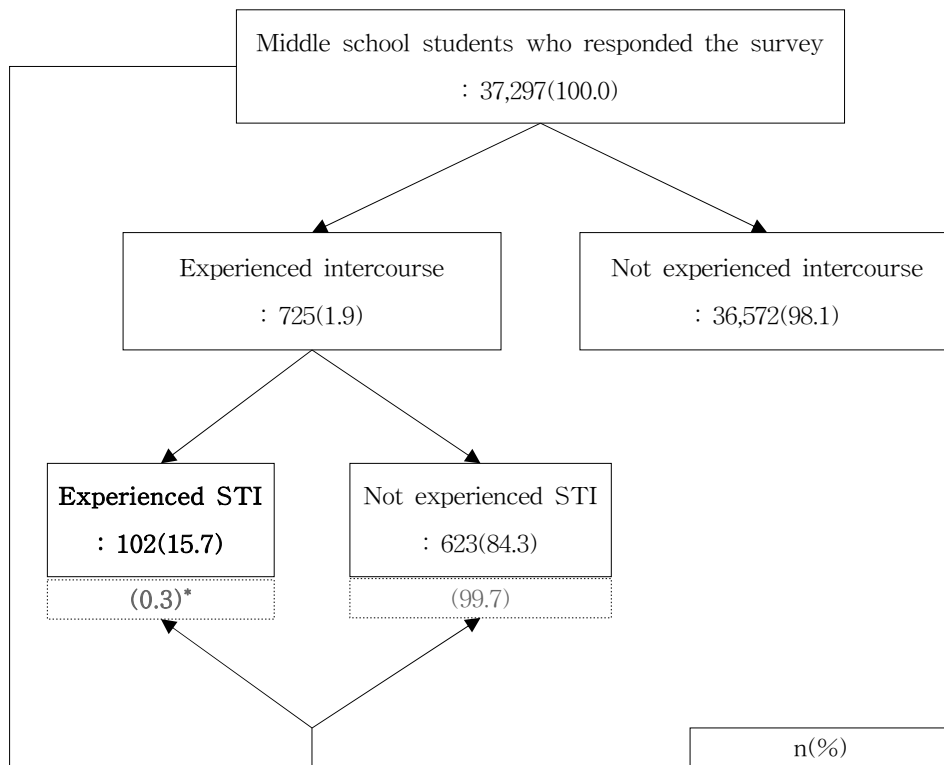 Middle school students who responded the survey
: 37,297(100.0)
Experienced intercourse
: 725(1.9)
Not experienced intercourse
: 36,572(98.1)
Experienced STI
: 102(15.7)
(0.3)*
Not experienced STI
: 623(84.3)
(99.7)
n(%)